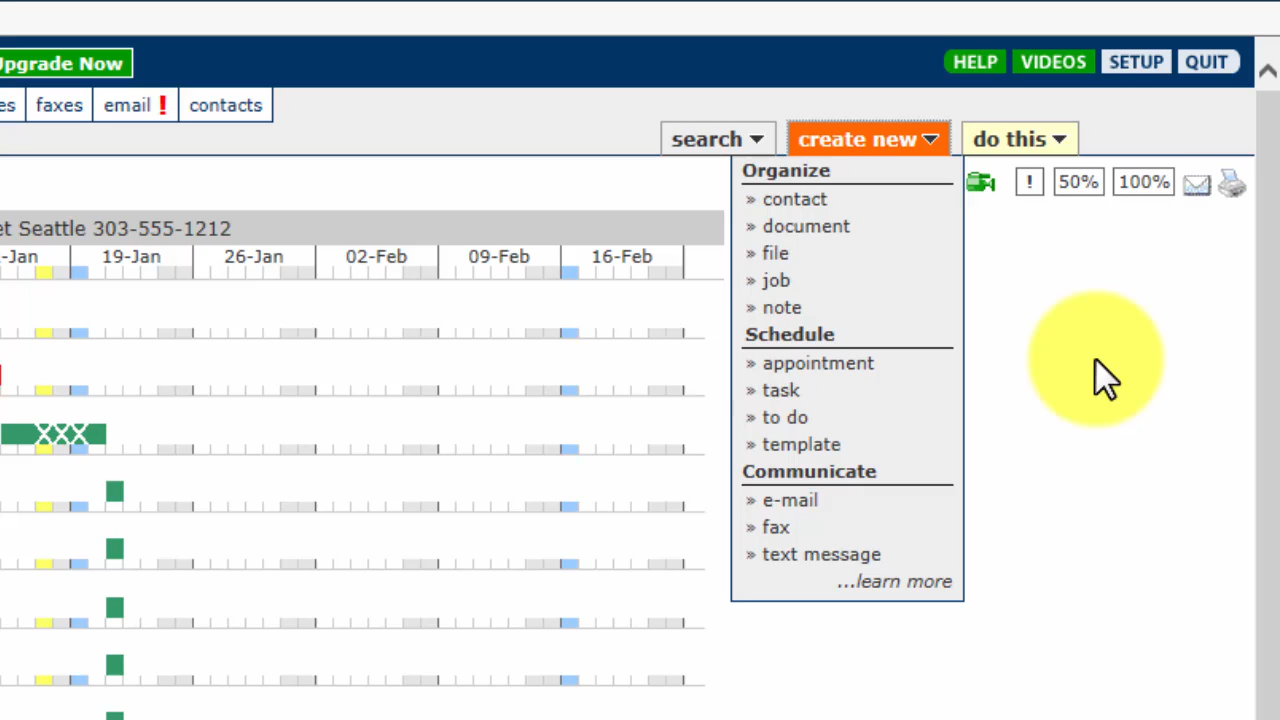 Upgrade Now
HELP VIDEOS SETUP QUIT
faxes email ! contacts
search create new do this
Organize
» contact
» document
» file
» job
» note
Schedule
» appointment
» task
» to do
» template
Communicate
» e-mail
» fax
» text message
...learn more
! 50% 100%
Seattle 303-555-1212
-Jan 19-Jan 26-Jan 02-Feb 09-Feb 16-Feb